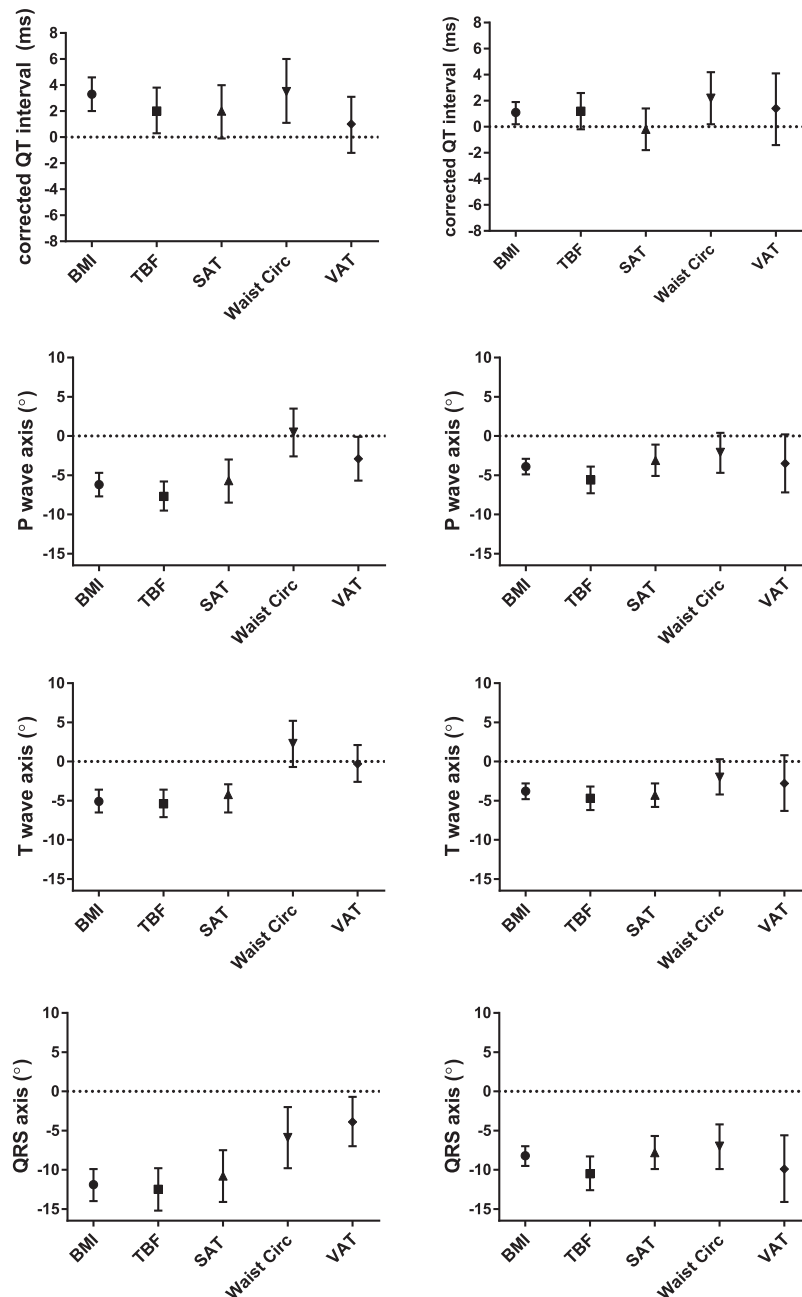 corrected QT interval (ms)
8
6
4
2
0
-2
-4
-6
-8
BMI
TBF
SAT
Waist Circ
VAT
corrected QT interval (ms)
8
6
4
2
0
-2
-4
-6
-8
BMI
TBF
SAT
Waist Circ
VAT
P wave axis (°)
10
5
0
-5
-10
-15
BMI
TBF
SAT
Waist Circ
VAT
P wave axis (°)
10
5
0
-5
-10
-15
BMI
TBF
SAT
Waist Circ
VAT
T wave axis (°)
10
5
0
-5
-10
-15
BMI
TBF
SAT
Waist Circ
VAT
T wave axis (°)
10
5
0
-5
-10
-15
BMI
TBF
SAT
Waist Circ
VAT
QRS axis (°)
10
5
0
-5
-10
-15
BMI
TBF
SAT
Waist Circ
VAT
QRS axis (°)
10
5
0
-5
-10
-15
BMI
TBF
SAT
Waist Circ
VAT